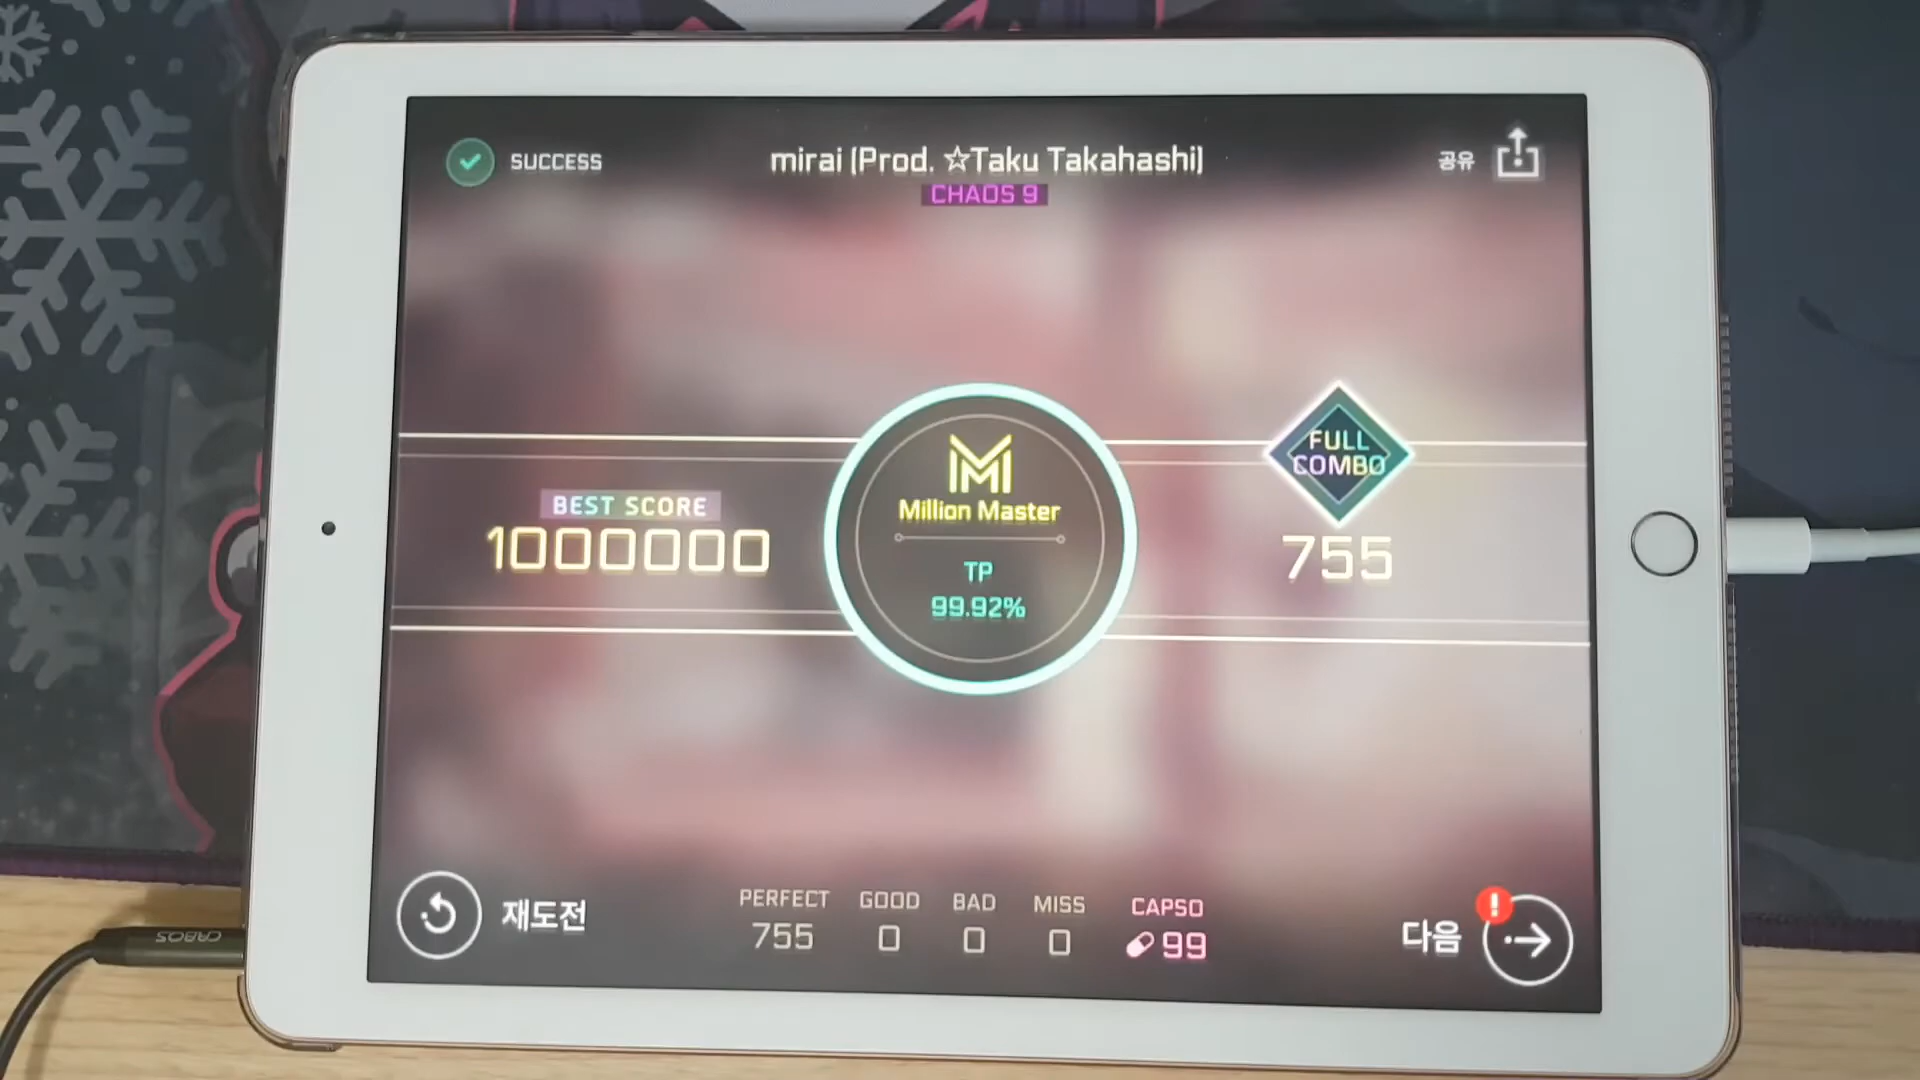 SUCCESS
mirai (Prod. ☆Taku Takahashi)
공유
CHAOS 9
FULL
COMBO
BEST SCORE
1000000
Million Master
TP
99.92%
755
재도전
PERFECT
755
GOOD
0
BAD
0
MISS
0
CAPSO
99
다음
!
CABOS